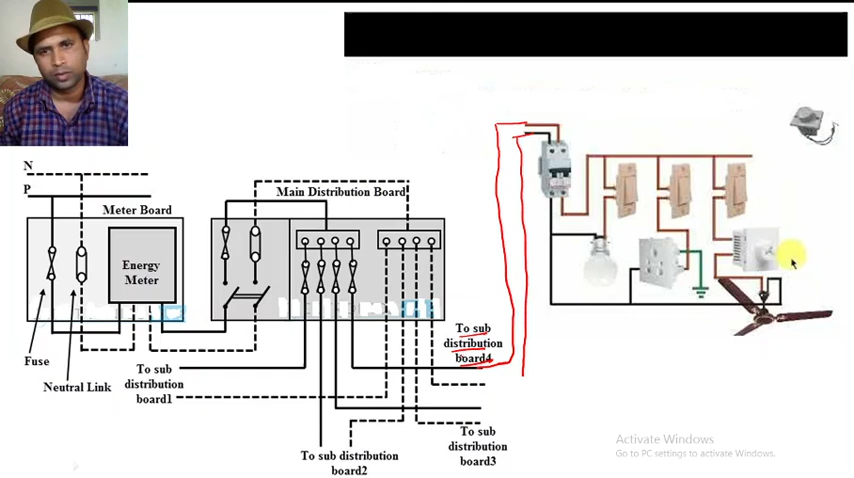 N
P
Meter Board
Energy
Meter
Fuse
Neutral Link
Main Distribution Board
To sub
distribution
board1
To sub distribution
board2
To sub
distribution
board4
To sub
distribution
board3
Activate Windows
Go to PC settings to activate Windows.